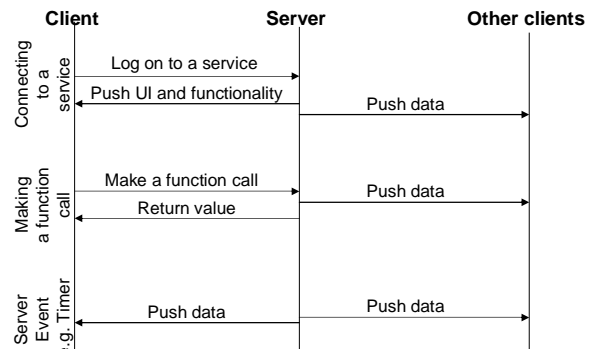 Client
Server
Other clients
Connecting
to a
service
Log on to a service
Push UI and functionality
Push data
Making
a function
call
Make a function call
Push data
Return value
Server
Event
e.g. Timer
Push data
Push data